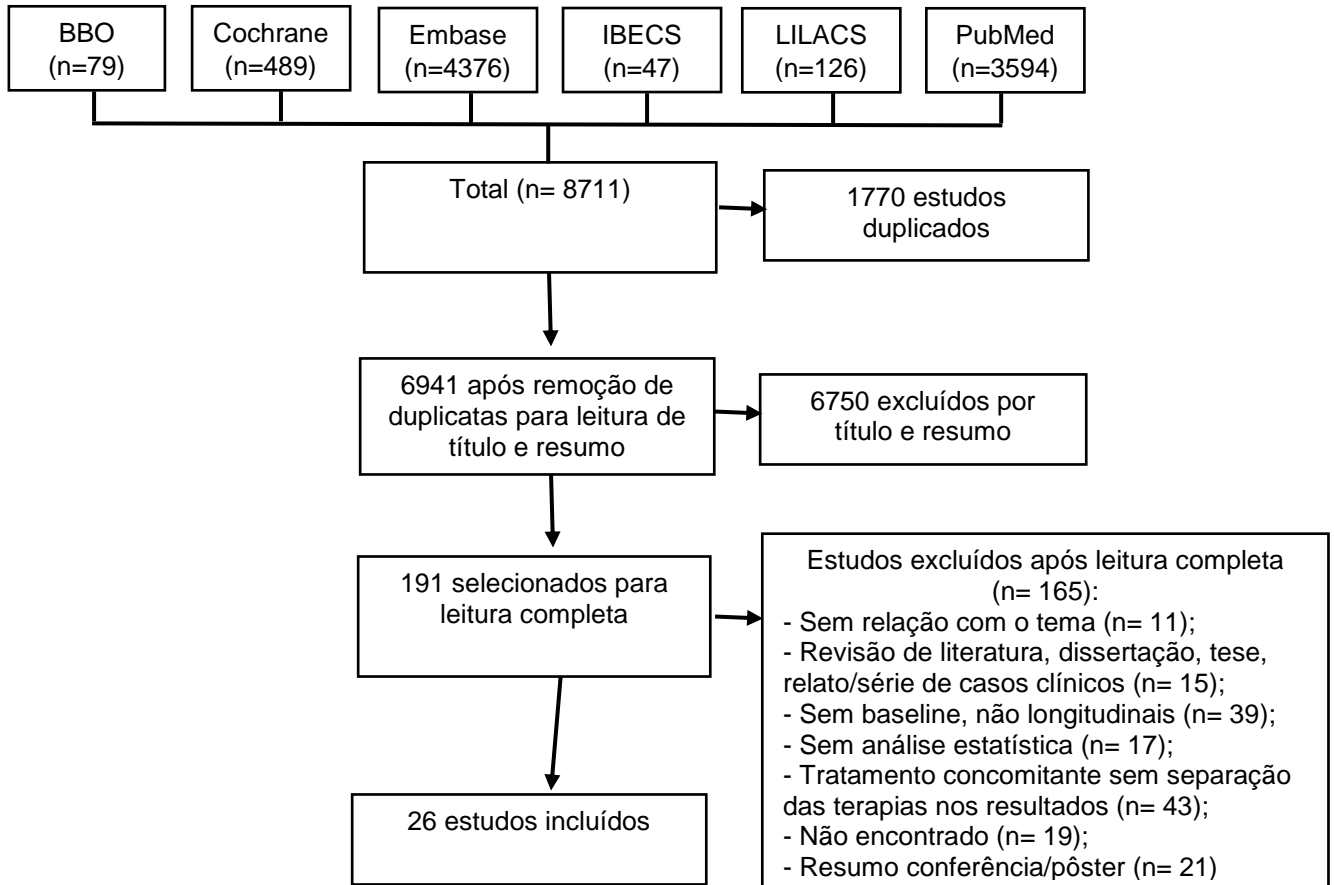 BBO
(n=79)
Cochrane
(n=489)
Embase
(n=4376)
IBECS
(n=47)
LILACS
(n=126)
PubMed
(n=3594)
Total (n= 8711)
1770 estudos
duplicados
6941 após remoção de
duplicatas para leitura de
título e resumo
6750 excluídos por
título e resumo
191 selecionados para
leitura completa
Estudos excluídos após leitura completa
(n= 165):
- Sem relação com o tema (n= 11);
- Revisão de literatura, dissertação, tese,
relato/série de casos clínicos (n= 15);
- Sem baseline, não longitudinais (n= 39);
- Sem análise estatística (n= 17);
- Tratamento concomitante sem separação
das terapias nos resultados (n= 43);
- Não encontrado (n= 19);
- Resumo conferência/pôster (n= 21)
26 estudos incluídos